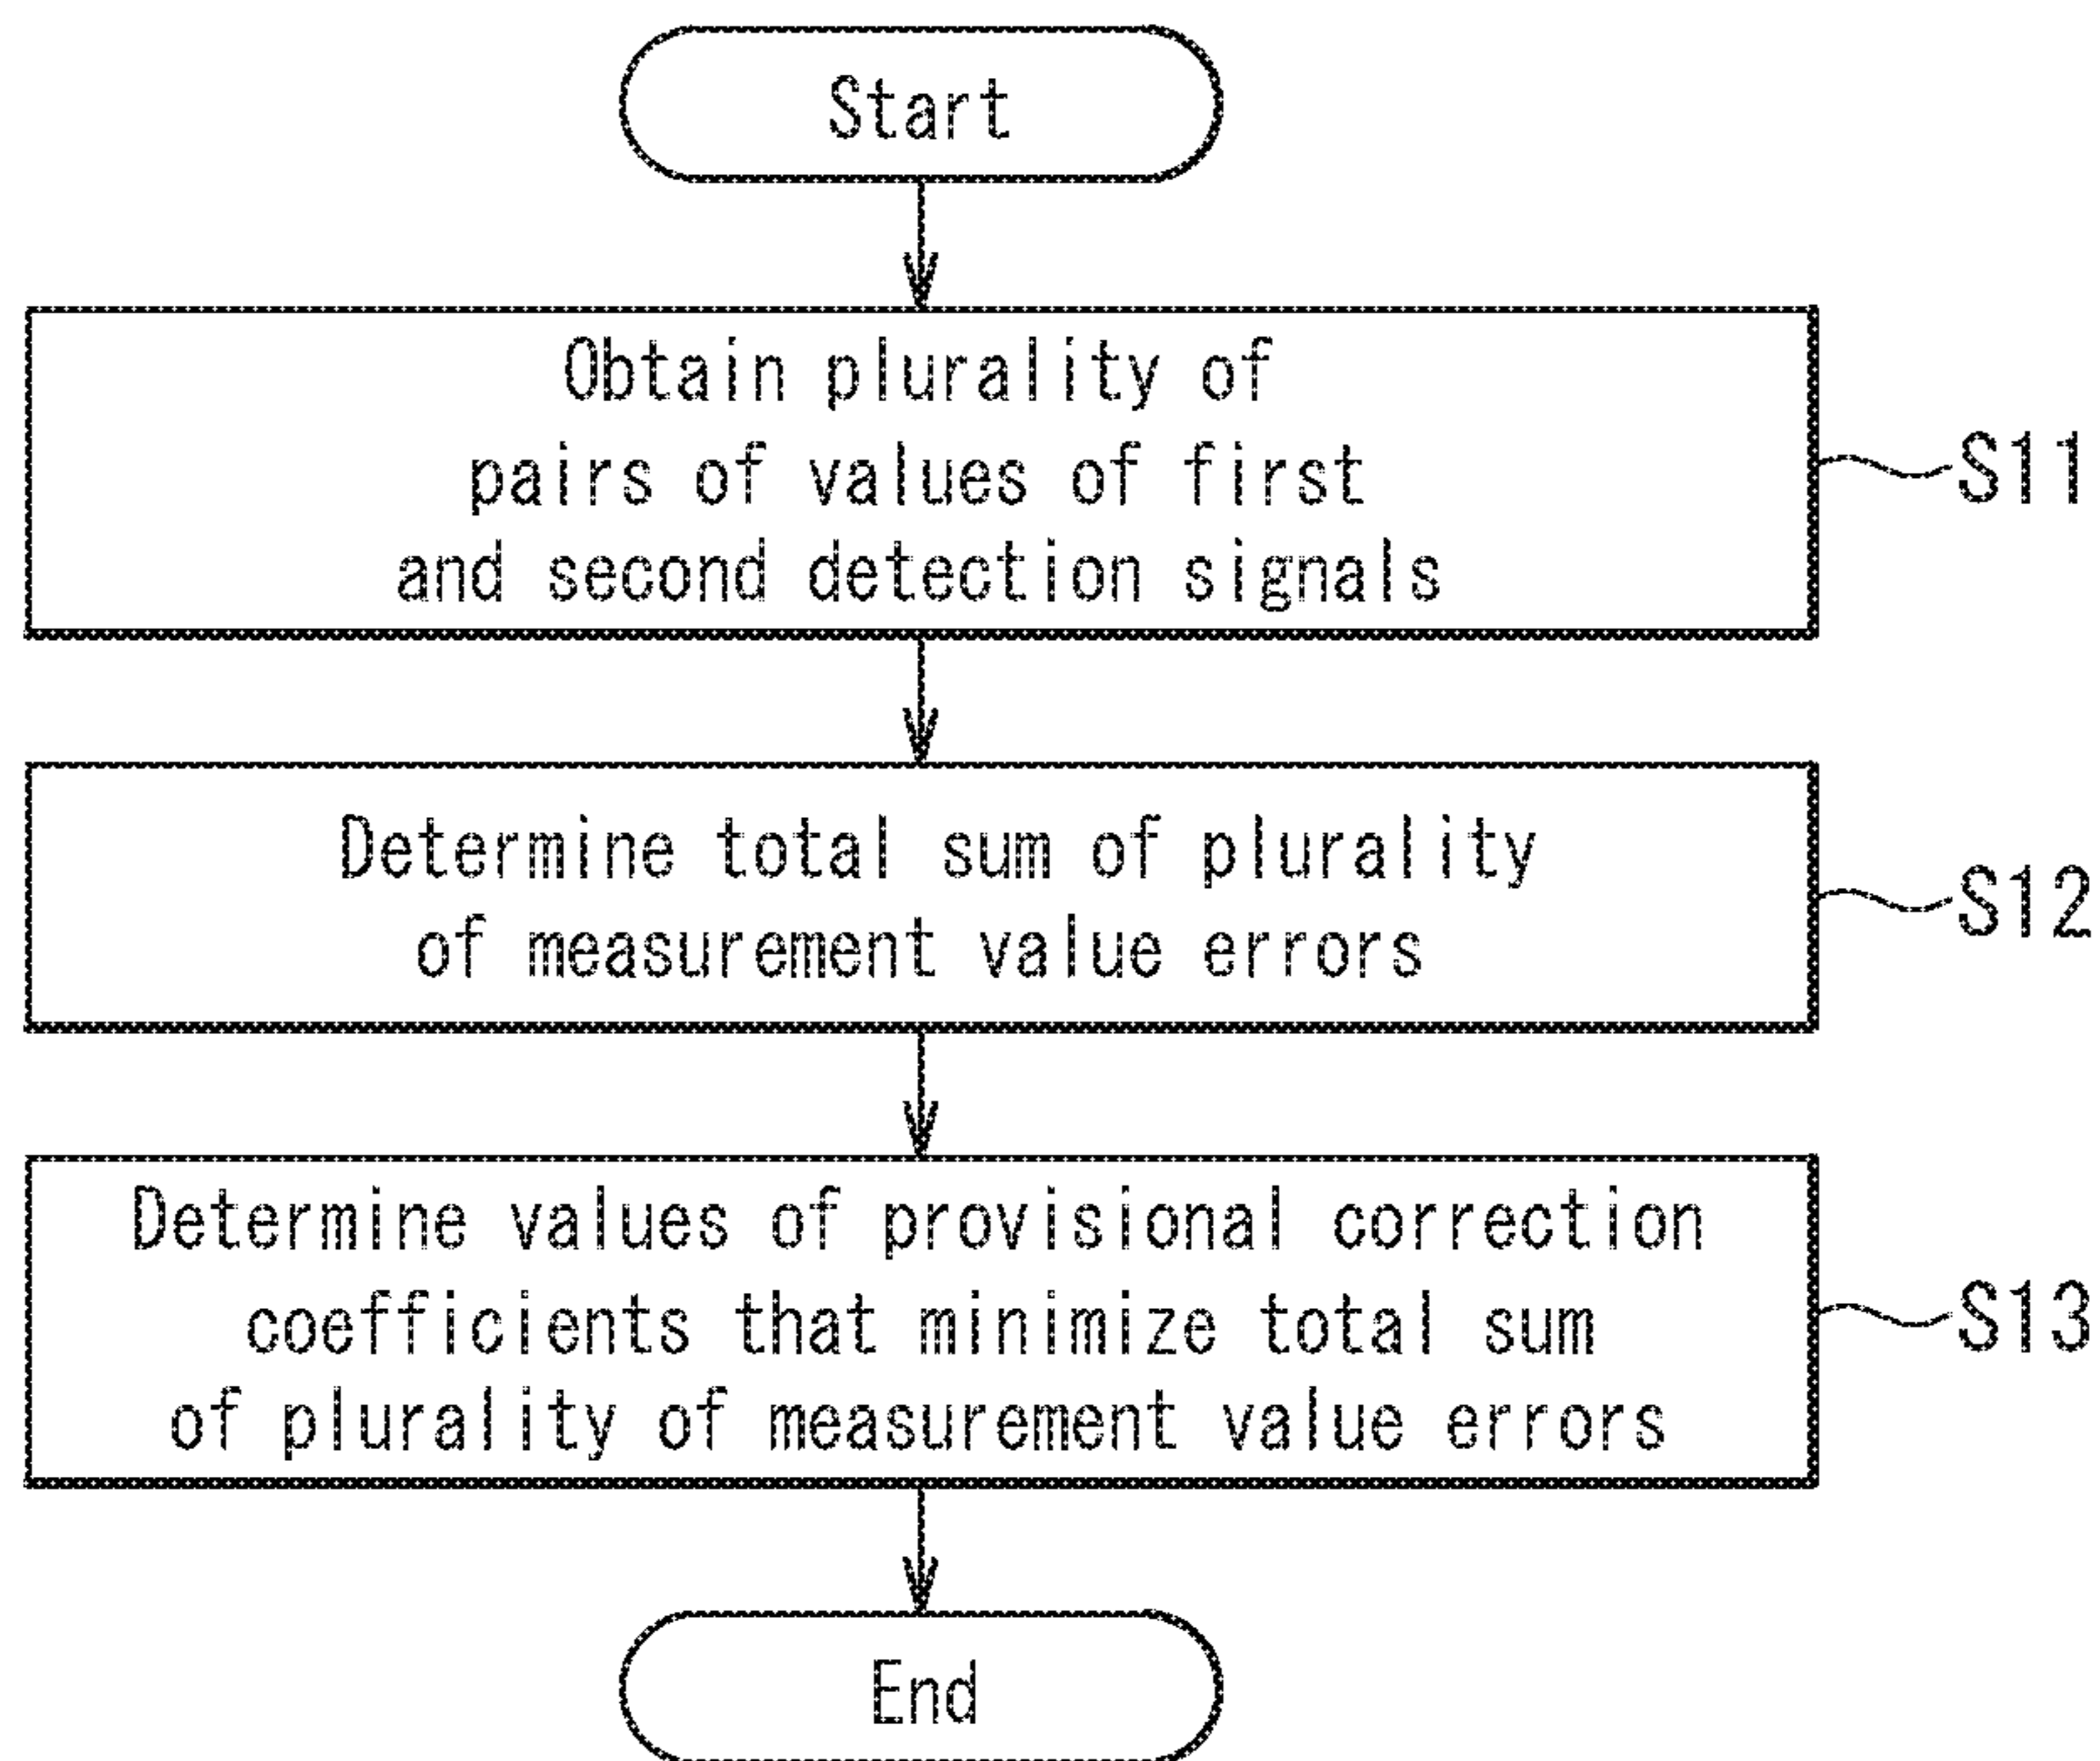 Start
Obtain plurality of
pairs of values of first
and second detection signals
S11
Determine total sum of plurality
of measurement value errors
S12
Determine values of provisional correction
coefficients that minimize total sum
of plurality of measurement value errors
S13
End